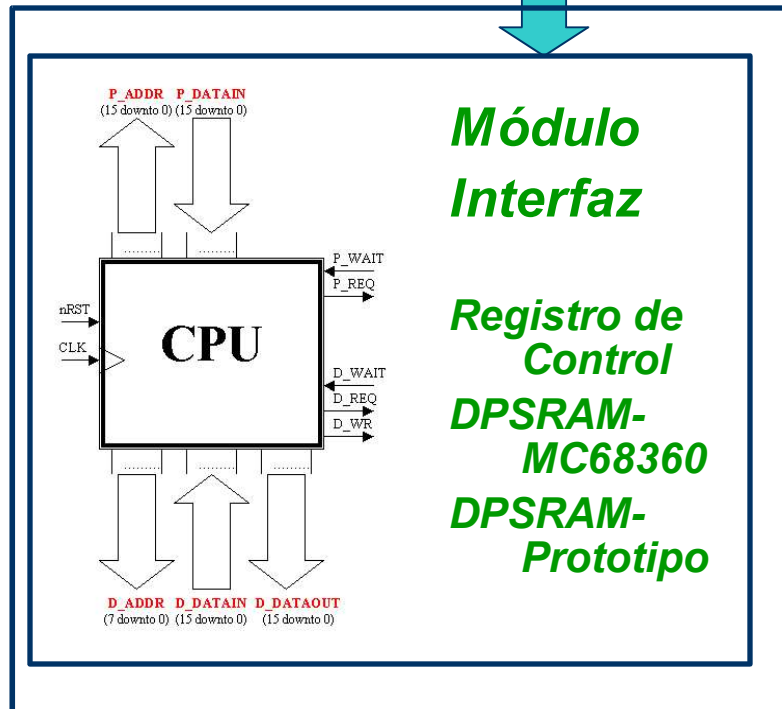 P_ADDR P_DATAIN
(15 downto 0) (15 downto 0)
P_WAIT
P_REQ
nRST
CLK
CPU
D_WAIT
D_REQ
D_WR
D_ADDR D_DATAIN D_DATAOUT
(7 downto 0) (15 downto 0) (15 downto 0)
Módulo
Interfaz
Registro de
Control
DPSRAM-
MC68360
DPSRAM-
Prototipo